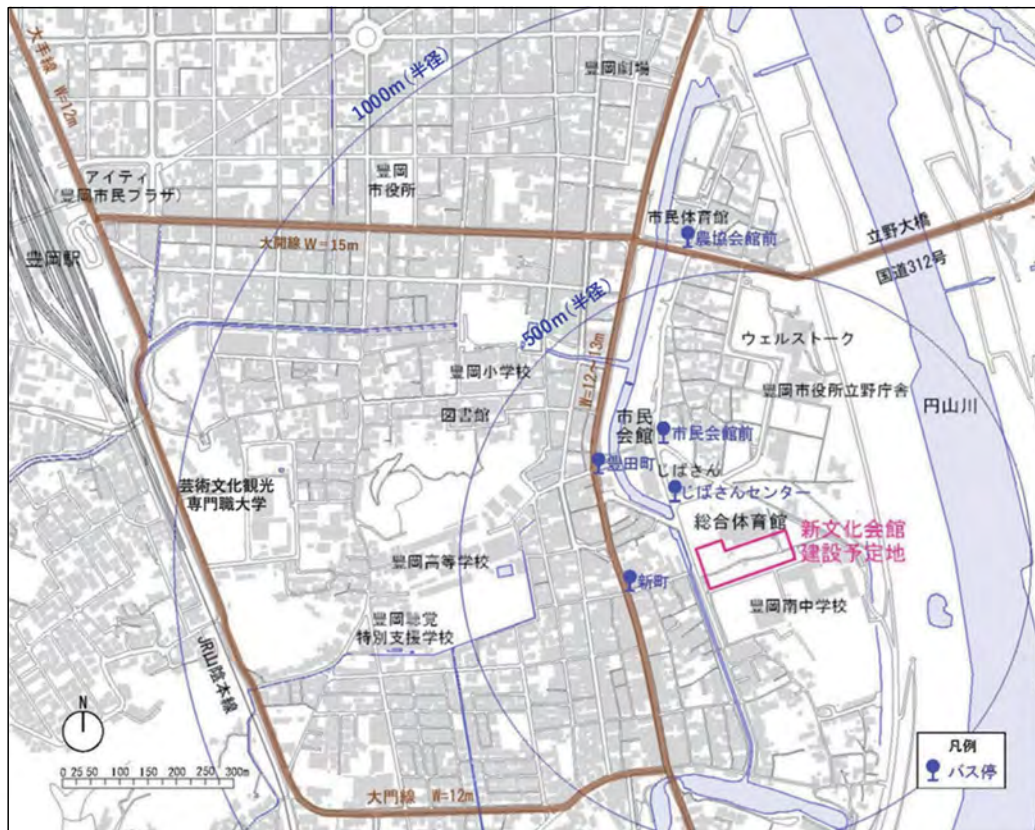 大手線 W=12m
1000m(半径)
豊岡劇場
アイティ
(豊岡市民プラザ)
豊岡
市役所
市民体育館
農協会館前
立野大橋
国道312号
大開線 W=15m
豊岡駅
500m(半径)
W=12~13m
ウェルストーク
豊岡小学校
豊岡市役所立野庁舎
図書館
市民
会館
市民会館前
円山川
豊田町
じばさん
じばさんセンター
芸術文化観光
専門職大学
総合体育館
新文化会館
建設予定地
豊岡高等学校
新町
豊岡南中学校
豊岡聴覚
特別支援学校
JR山陰本線
N
0 25 50 100 150 200 250 300m
大門線 W=12m
凡例
バス停